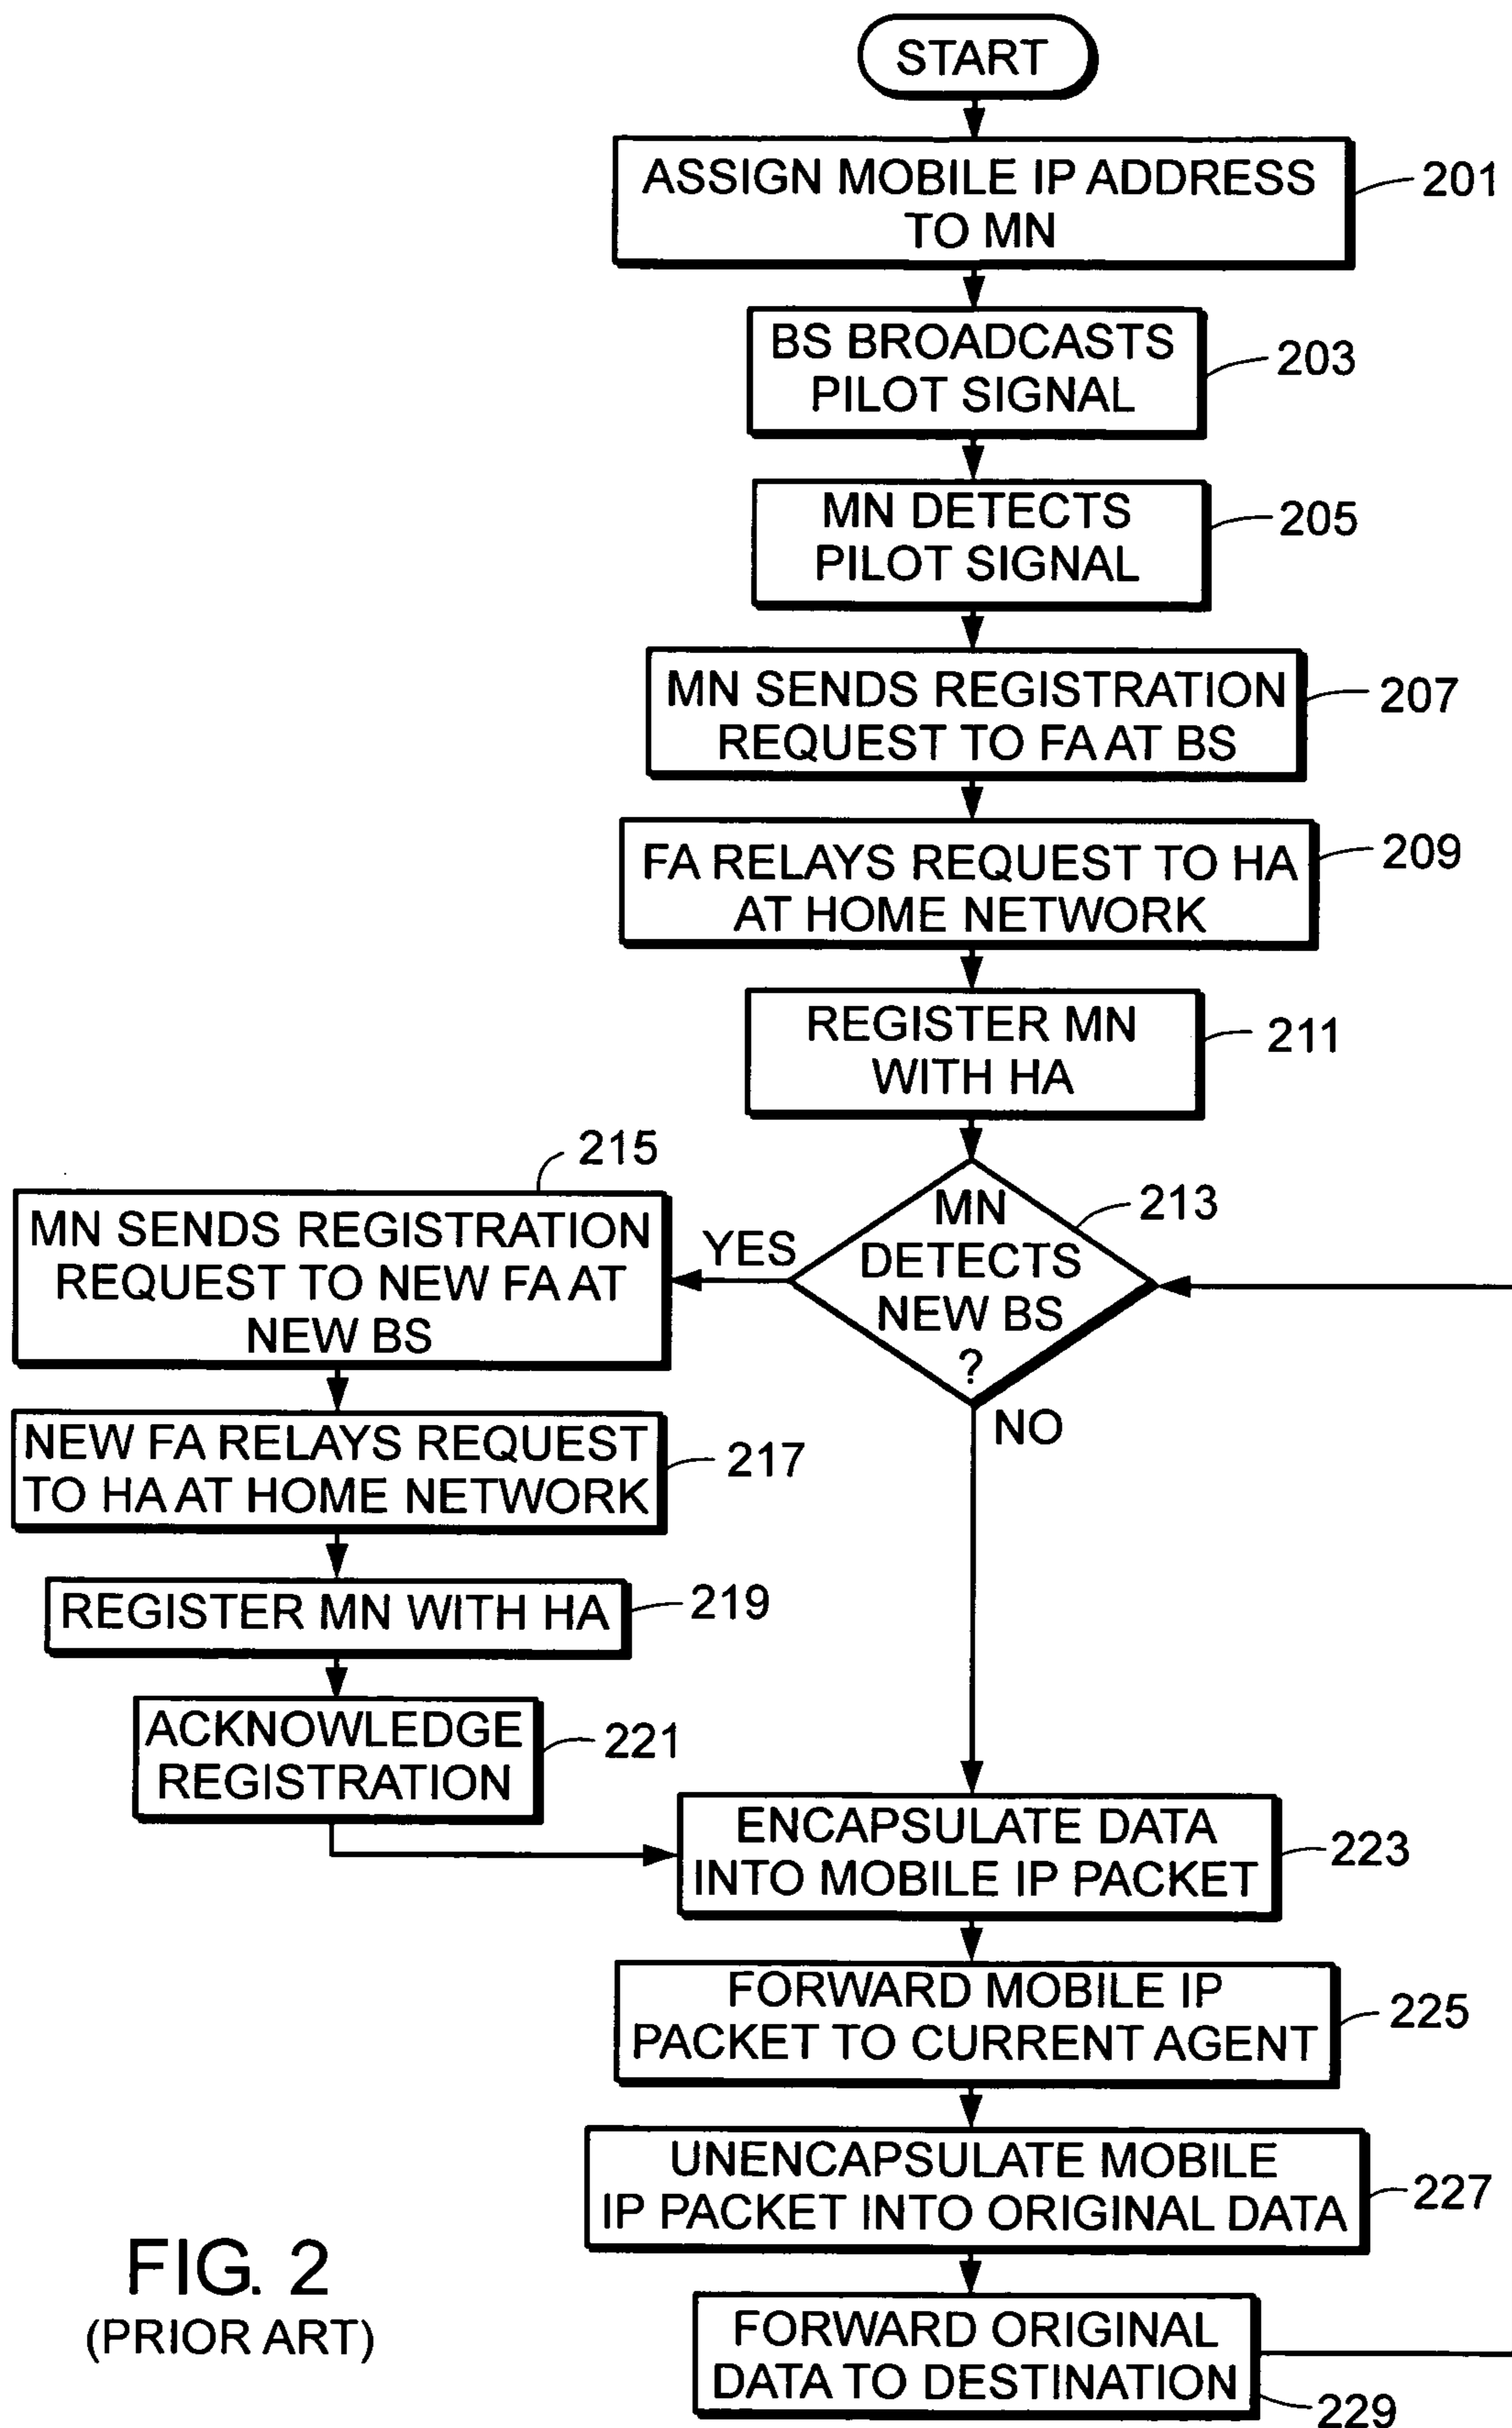 START
ASSIGN MOBILE IP ADDRESS
TO MN
201
BS BROADCASTS
PILOT SIGNAL
203
MN DETECTS
PILOT SIGNAL
205
MN SENDS REGISTRATION
REQUEST TO FA AT BS
207
FA RELAYS REQUEST TO HA
AT HOME NETWORK
209
REGISTER MN
WITH HA
211
MN
DETECTS
NEW BS
?
213
YES
NO
215
MN SENDS REGISTRATION
REQUEST TO NEW FA AT
NEW BS
NEW FA RELAYS REQUEST
TO HA AT HOME NETWORK
217
REGISTER MN WITH HA
219
ACKNOWLEDGE
REGISTRATION
221
ENCAPSULATE DATA
INTO MOBILE IP PACKET
223
FORWARD MOBILE IP
PACKET TO CURRENT AGENT
225
UNENCAPSULATE MOBILE
IP PACKET INTO ORIGINAL DATA
227
FORWARD ORIGINAL
DATA TO DESTINATION
229
FIG. 2
(PRIOR ART)